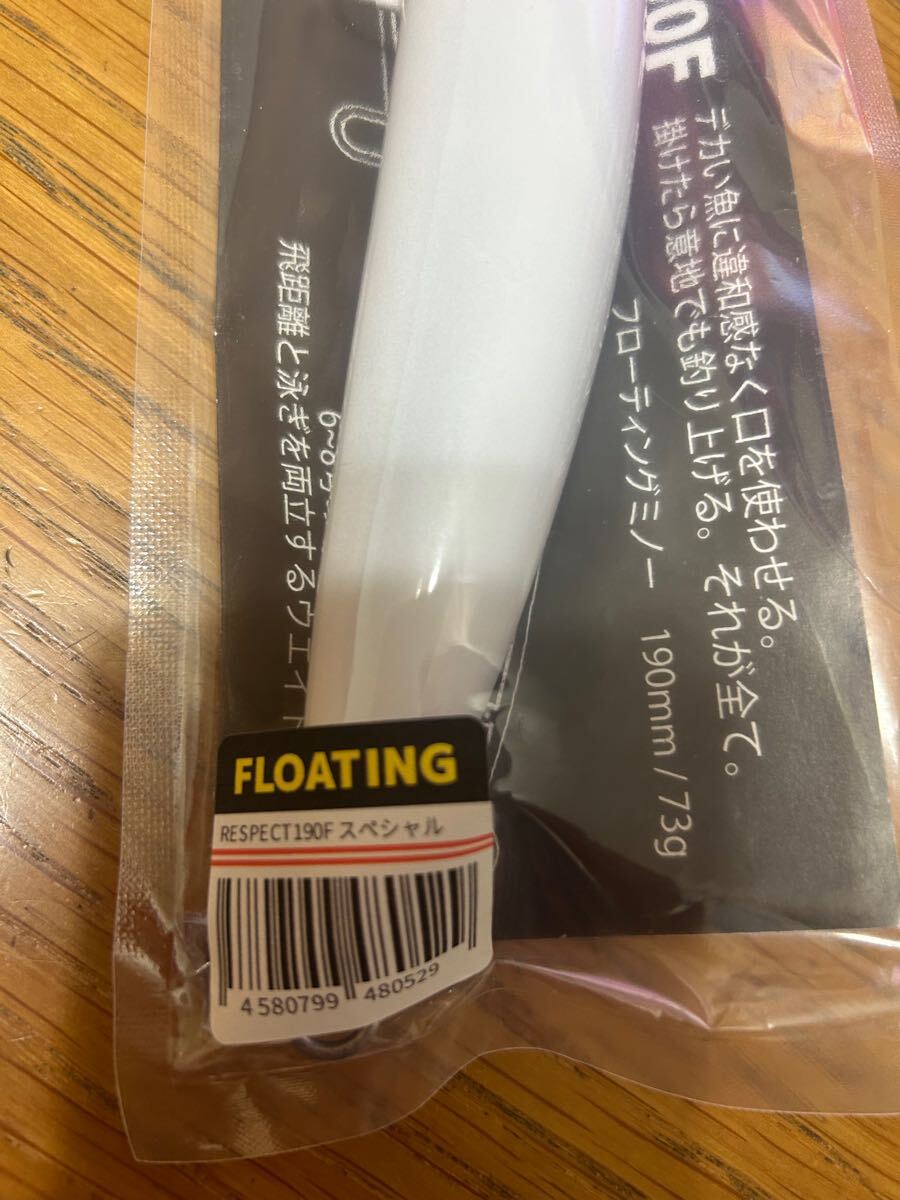 0F
デカい魚に違和感なく口を使わせる。
掛けたら意地でも釣り上げる。 それが全て。
フローティングミノー 190mm / 73g
飛距離と泳ぎを両立するウエイト
FLOATING
RESPECT190F スペシャル
4 580799 480529